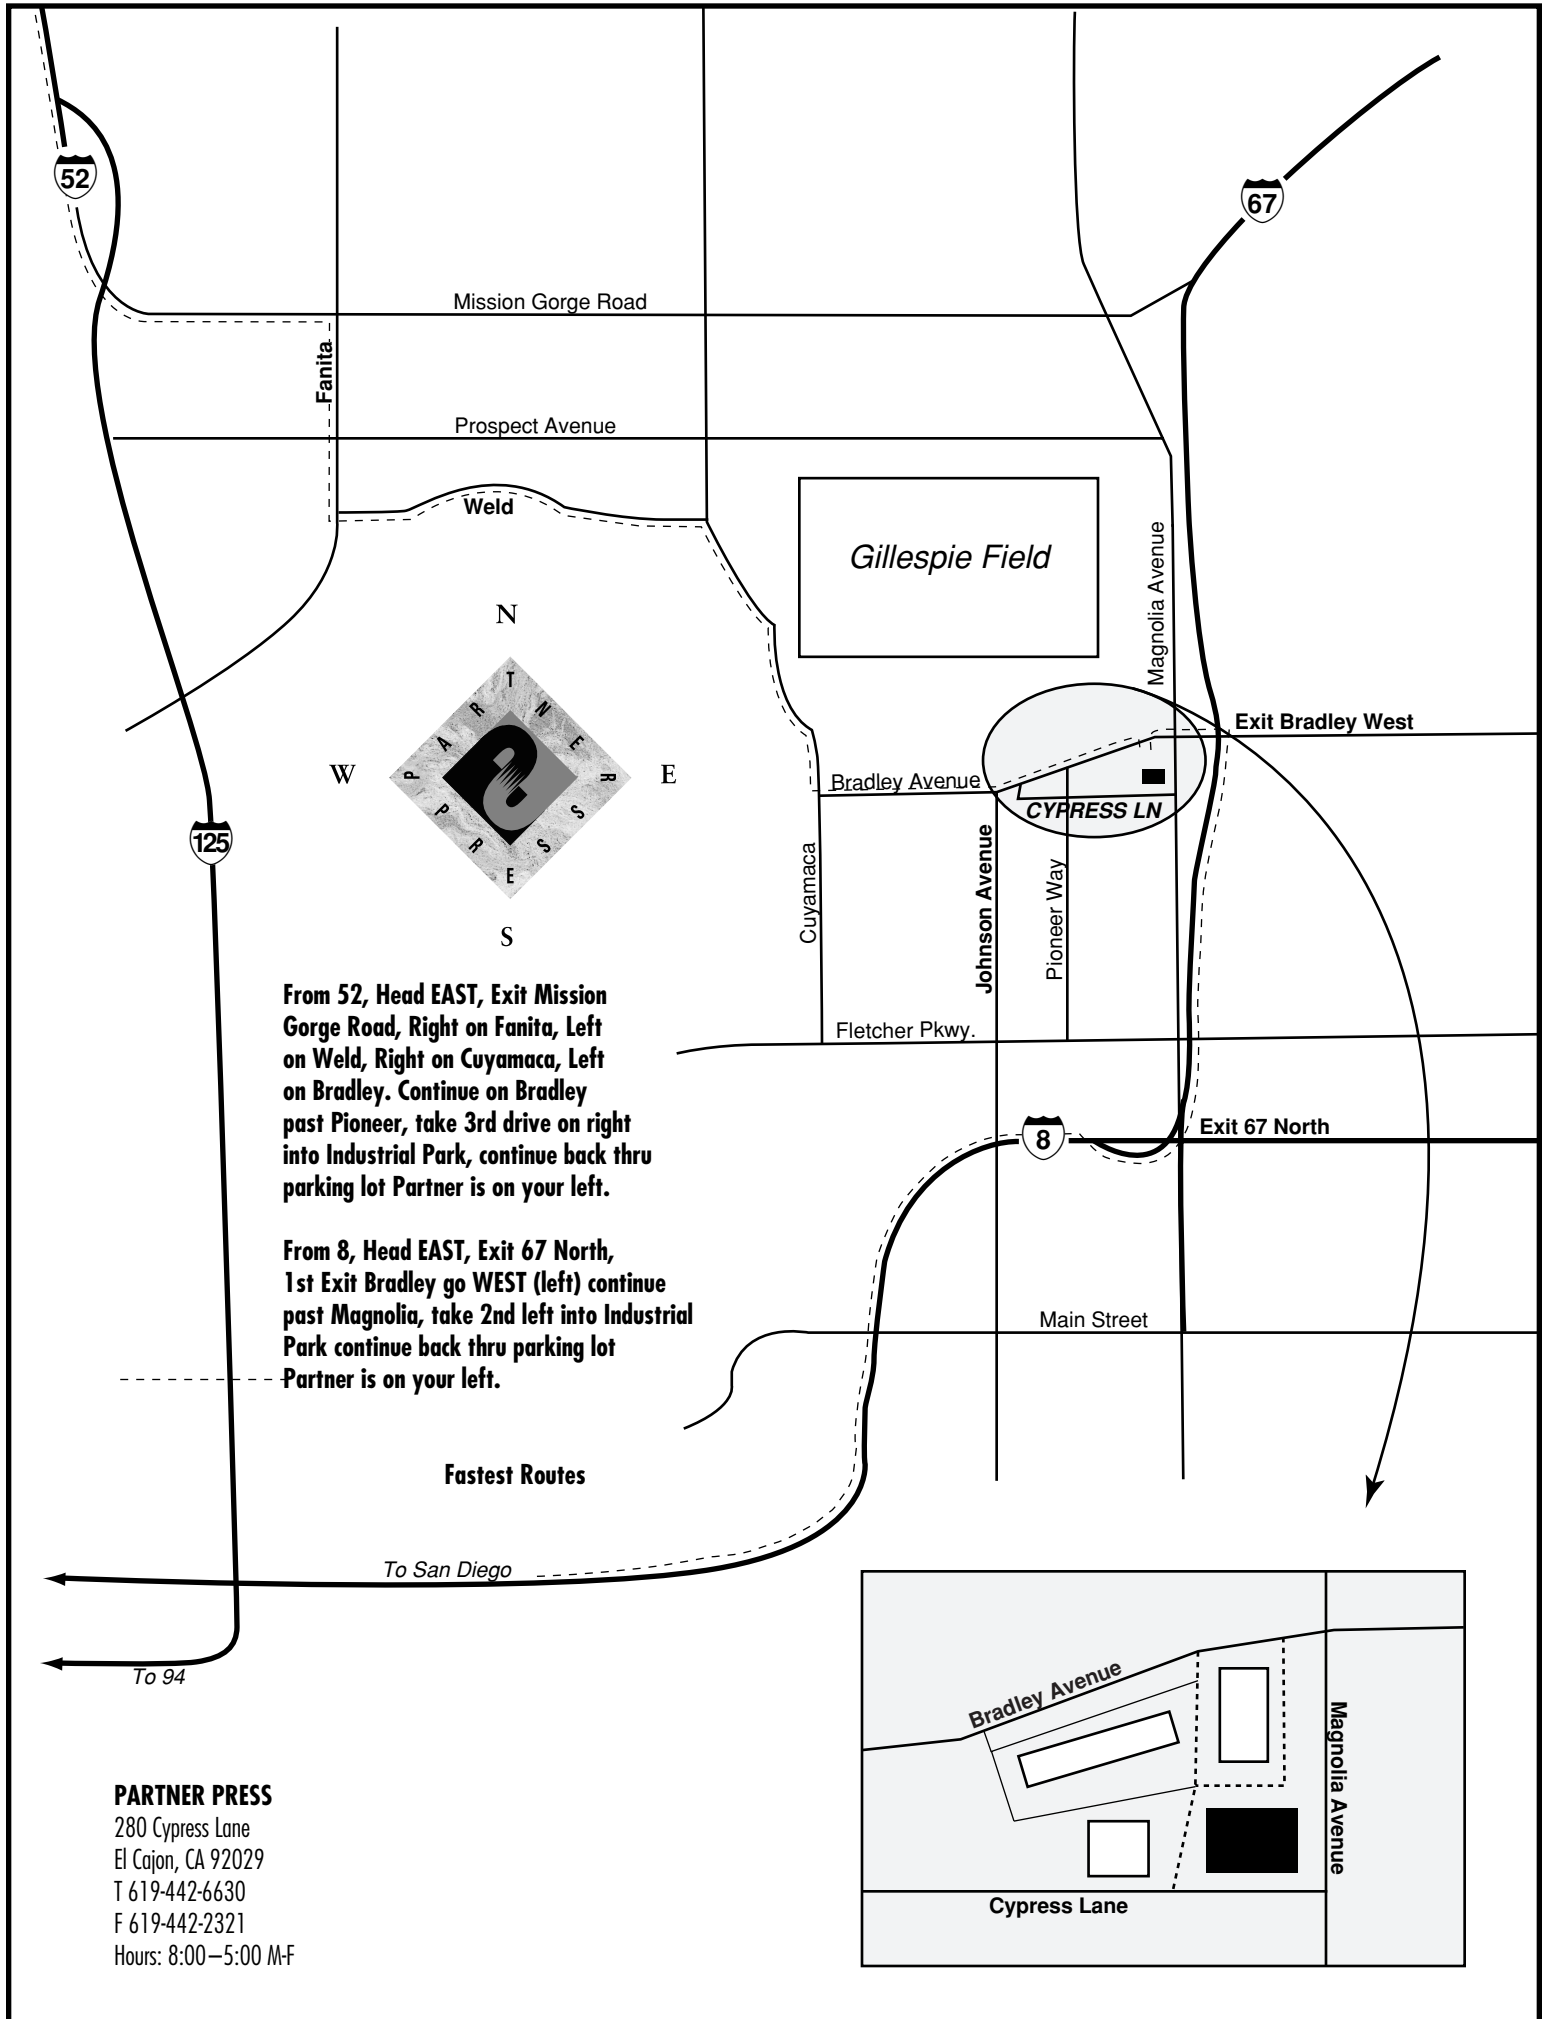 52
67
Mission Gorge Road
Fanita
Prospect Avenue
Weld
Gillespie Field
Magnolia Avenue
N
W
E
S
PARTNER
PRESS
Exit Bradley West
Bradley Avenue
CYPRESS LN
125
Cuyamaca
Johnson Avenue
Pioneer Way
From 52, Head EAST, Exit Mission
Gorge Road, Right on Fanita, Left
on Weld, Right on Cuyamaca, Left
on Bradley. Continue on Bradley
past Pioneer, take 3rd drive on right
into Industrial Park, continue back thru
parking lot Partner is on your left.
Fletcher Pkwy.
8
Exit 67 North
From 8, Head EAST, Exit 67 North,
1st Exit Bradley go WEST (left) continue
past Magnolia, take 2nd left into Industrial
Park continue back thru parking lot
Partner is on your left.
Main Street
Fastest Routes
To San Diego
To 94
Bradley Avenue
Magnolia Avenue
Cypress Lane
PARTNER PRESS
280 Cypress Lane
El Cajon, CA 92029
T 619-442-6630
F 619-442-2321
Hours: 8:00–5:00 M-F